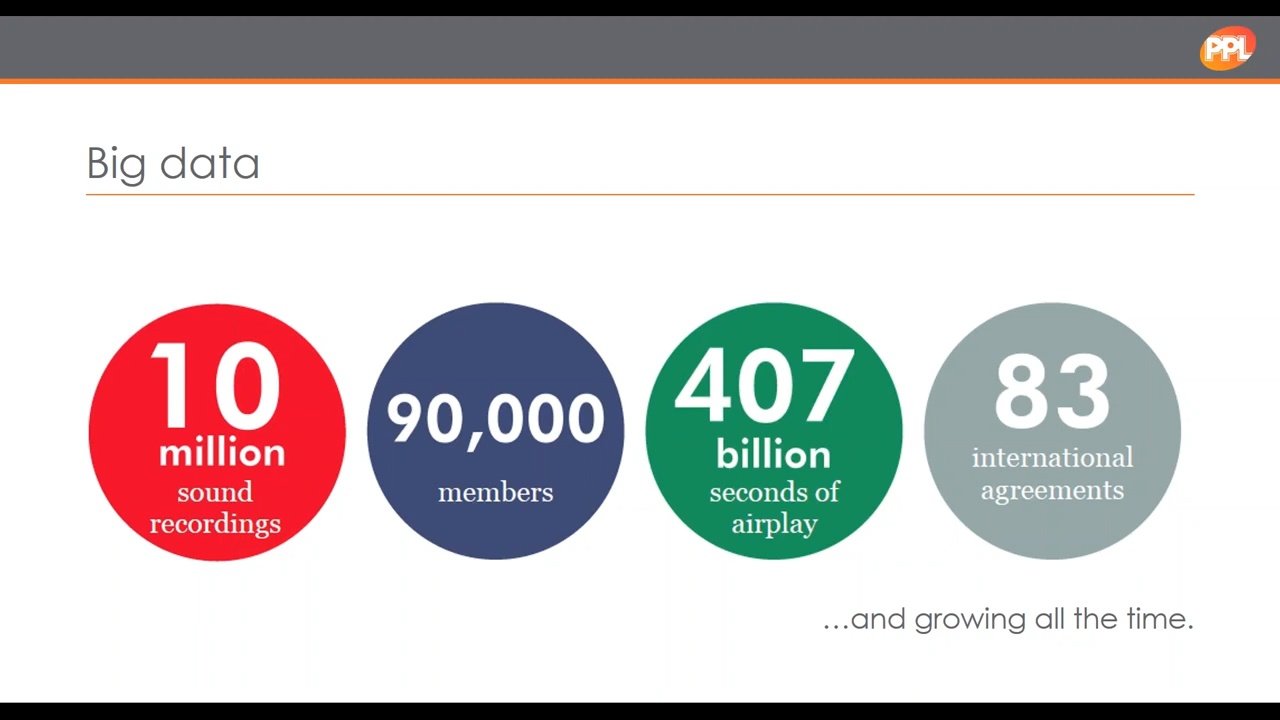 PPL
Big data
10
million
sound
recordings
90,000
members
407
billion
seconds of
airplay
83
international
agreements
...and growing all the time.